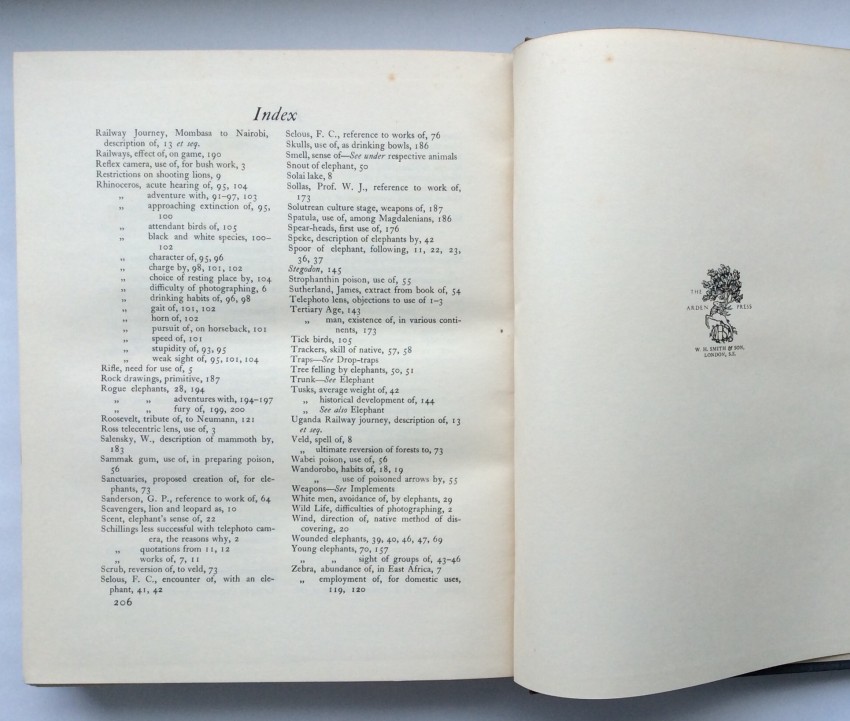 Index
Railway Journey, Mombasa to Nairobi,
description of, 13 et seq.
Railways, effect of, on game, 190
Reflex camera, use of, for bush work, 3
Restrictions on shooting lions, 9
Rhinoceros, acute hearing of, 95, 104
„ adventure with, 91–97, 103
„ approaching extinction of, 95,
100
„ attendant birds of, 105
„ black and white species, 100–
102
„ character of, 95, 96
„ charge by, 98, 101, 102
„ choice of resting place by, 104
„ difficulty of photographing, 6
„ drinking habits of, 96, 98
„ gait of, 101, 102
„ horn of, 102
„ pursuit of, on horseback, 101
„ speed of, 101
„ stupidity of, 93, 95
„ weak sight of, 95, 101, 104
Rifle, need for use of, 5
Rock drawings, primitive, 187
Rogue elephants, 28, 194
„ „ adventures with, 194–197
„ „ fury of, 199, 200
Roosevelt, tribute of, to Neumann, 121
Ross telecentric lens, use of, 3
Salensky, W., description of mammoth by,
183
Sammak gum, use of, in preparing poison,
56
Sanctuaries, proposed creation of, for ele-
phants, 73
Sanderson, G. P., reference to work of, 64
Scavengers, lion and leopard as, 10
Scent, elephant's sense of, 22
Schillings less successful with telephoto cam-
era, the reasons why, 2
„ quotations from 11, 12
„ works of, 7, 11
Scrub, reversion of, to veld, 73
Selous, F. C., encounter of, with an ele-
phant, 41, 42
206
Selous, F. C., reference to works of, 76
Skulls, use of, as drinking bowls, 186
Smell, sense of—See under respective animals
Snout of elephant, 50
Solai lake, 8
Sollas, Prof. W. J., reference to work of,
173
Solutrean culture stage, weapons of, 187
Spatula, use of, among Magdalenians, 186
Spear-heads, first use of, 176
Speke, description of elephants by, 42
Spoor of elephant, following, 11, 22, 23,
36, 37
Stegodon, 145
Strophanthin poison, use of, 55
Sutherland, James, extract from book of, 54
Telephoto lens, objections to use of 1–3
Tertiary Age, 143
„ man, existence of, in various conti-
nents, 173
Tick birds, 105
Trackers, skill of native, 57, 58
Traps—See Drop-traps
Tree felling by elephants, 50, 51
Trunk—See Elephant
Tusks, average weight of, 42
„ historical development of, 144
„ See also Elephant
Uganda Railway journey, description of, 13
et seq.
Veld, spell of, 8
„ ultimate reversion of forests to, 73
Wabei poison, use of, 56
Wandorobo, habits of, 18, 19
„ use of poisoned arrows by, 55
Weapons—See Implements
White men, avoidance of, by elephants, 29
Wild Life, difficulties of photographing, 2
Wind, direction of, native method of dis-
covering, 20
Wounded elephants, 39, 40, 46, 47, 69
Young elephants, 70, 157
„ „ sight of groups of, 43–46
Zebra, abundance of, in East Africa, 7
„ employment of, for domestic uses,
119, 120
THE
ARDEN PRESS
W. H. SMITH & SON,
LONDON, S.E.